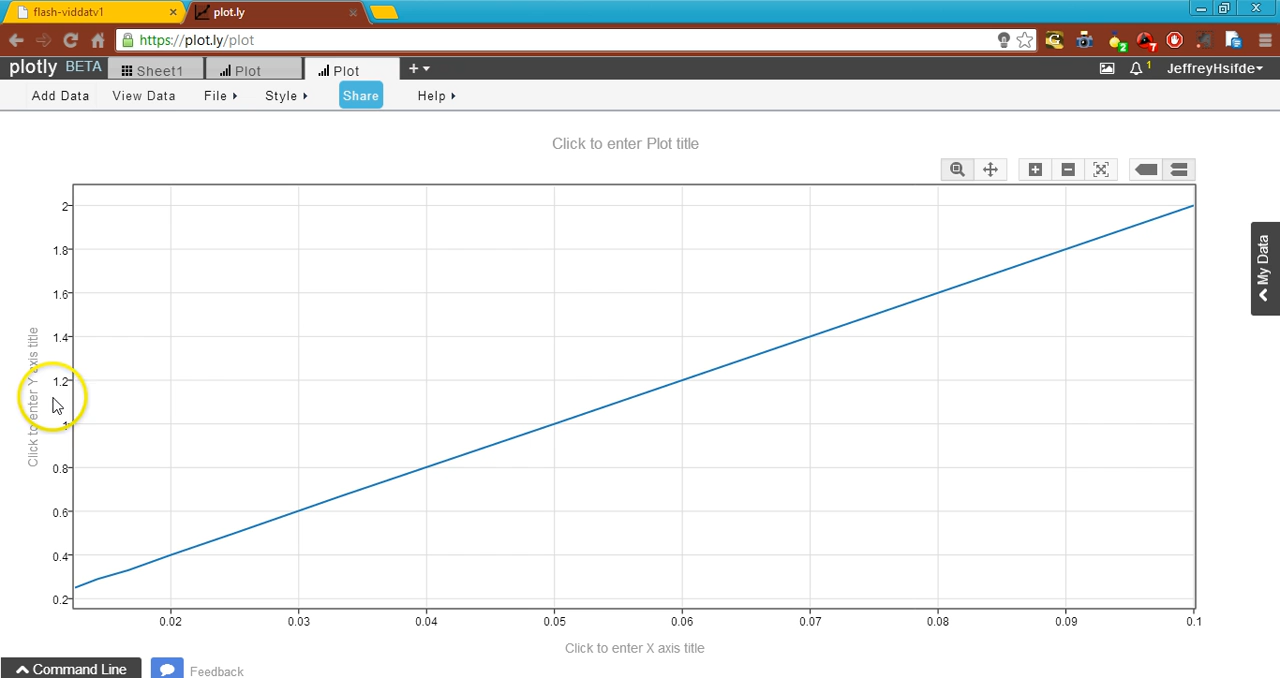 flash-viddatv1
plot.ly
https://plot.ly/plot
2
7
plotly BETA
Sheet1
Plot
Plot
1
JeffreyHsifde
Add Data
View Data
File
Style
Share
Help
Click to enter Plot title
My Data
Click to enter Y axis title
2
1.8
1.6
1.4
1.2
1
0.8
0.6
0.4
0.2
0.02
0.03
0.04
0.05
0.06
0.07
0.08
0.09
0.1
Click to enter X axis title
Command Line
Feedback